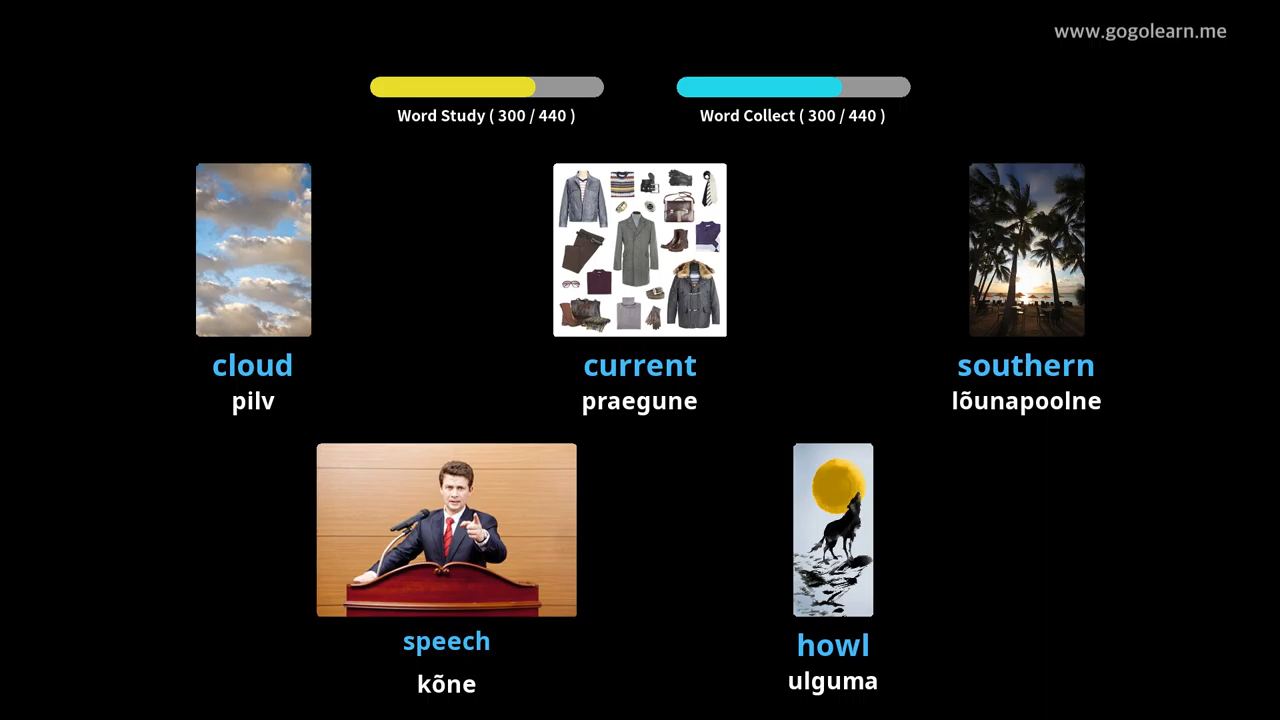 www.gogolearn.me
Word Study ( 300 / 440 )
Word Collect ( 300 / 440 )
cloud
pilv
current
praegune
southern
lõunapoolne
speech
kõne
howl
ulguma